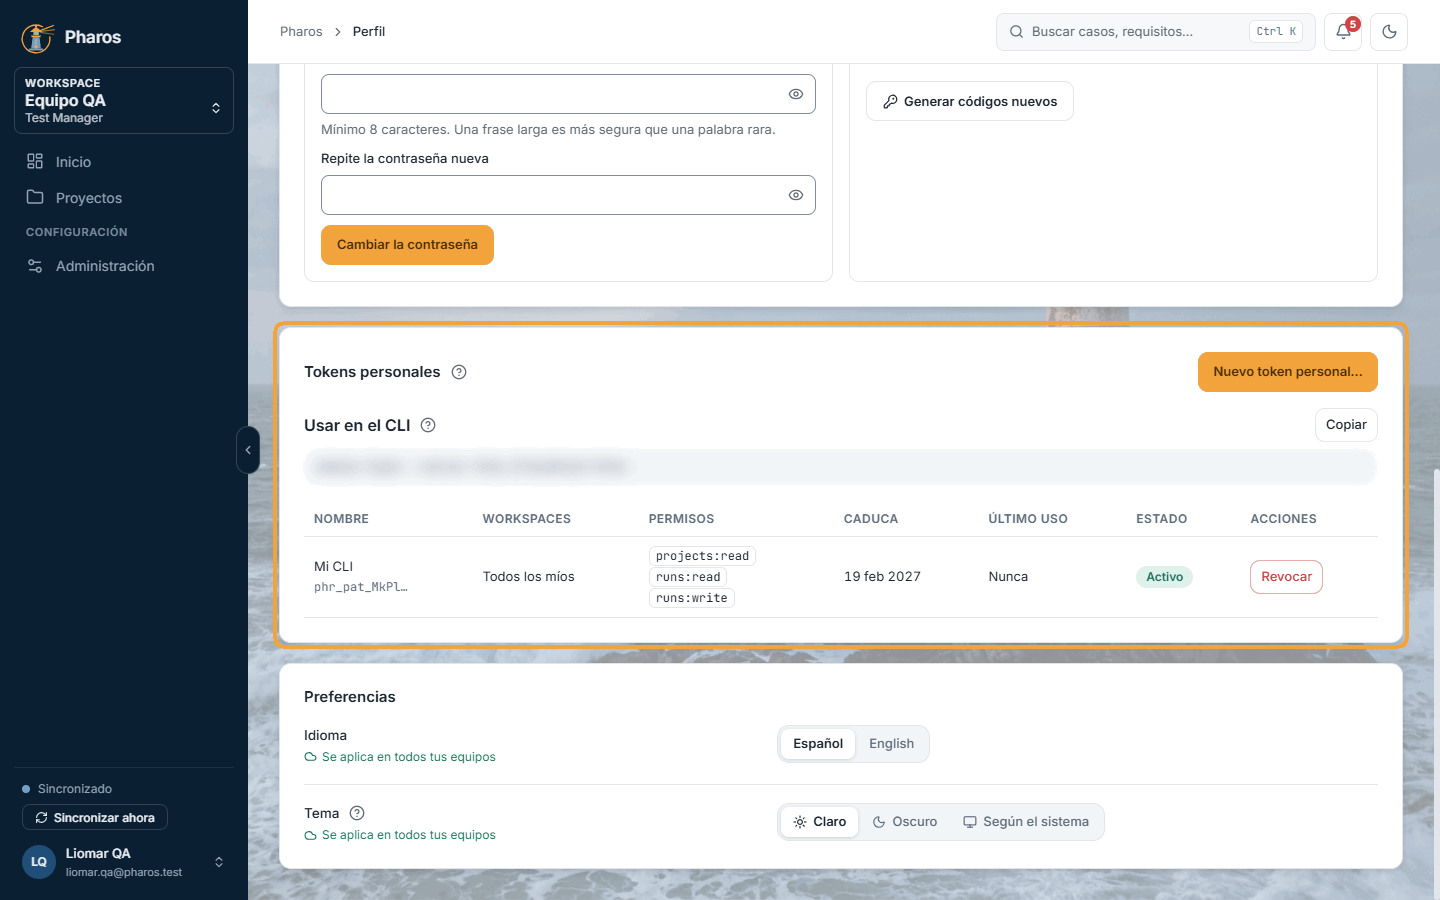 Pharos
WORKSPACE
Equipo QA
Test Manager
Inicio
Proyectos
CONFIGURACIÓN
Administración
Sincronizado
Sincronizar ahora
LQ
Liomar QA
liomar.qa@pharos.test
Pharos > Perfil
Buscar casos, requisitos...
Ctrl K
5
Mínimo 8 caracteres. Una frase larga es más segura que una palabra rara.
Repite la contraseña nueva
Cambiar la contraseña
Generar códigos nuevos
Tokens personales
Nuevo token personal...
Usar en el CLI
Copiar
NOMBRE WORKSPACES PERMISOS CADUCA ÚLTIMO USO ESTADO ACCIONES
Mi CLI
phr_pat_MkPl…
Todos los míos
projects:read
runs:read
runs:write
19 feb 2027
Nunca
Activo
Revocar
Preferencias
Idioma
Se aplica en todos tus equipos
Español English
Tema
Se aplica en todos tus equipos
Claro Oscuro Según el sistema